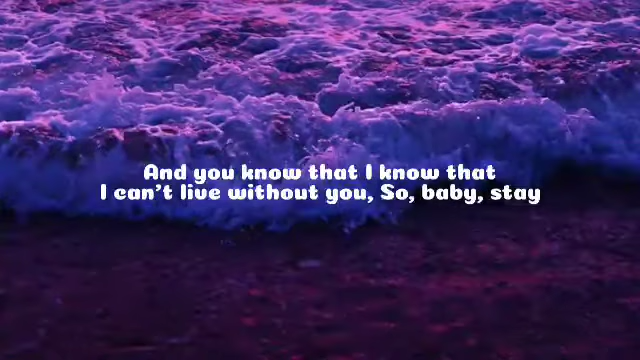 And you know that I know that
I can't live without you, So, baby, stay